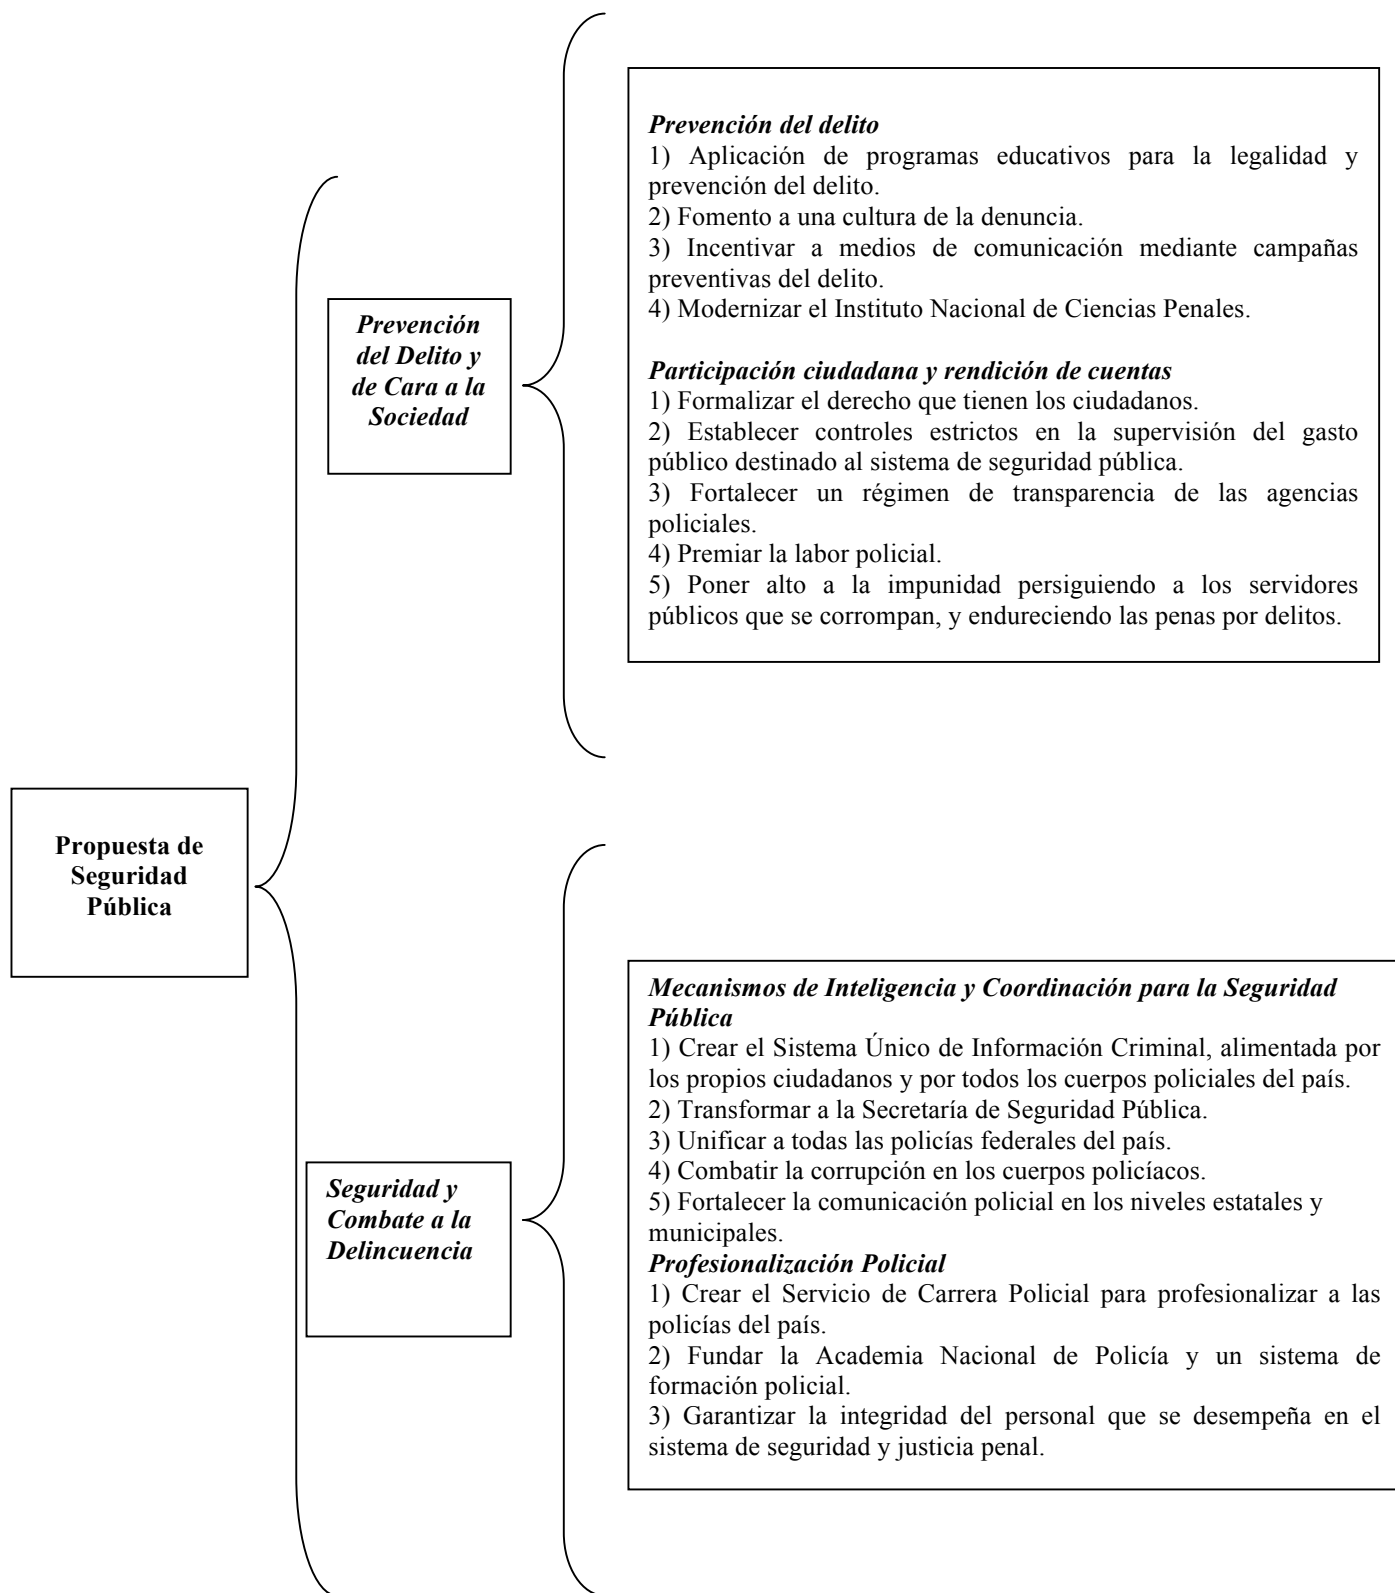 Propuesta de
Seguridad
Pública
Prevención
del Delito y
de Cara a la
Sociedad
Prevención del delito
1) Aplicación de programas educativos para la legalidad y
prevención del delito.
2) Fomento a una cultura de la denuncia.
3) Incentivar a medios de comunicación mediante campañas
preventivas del delito.
4) Modernizar el Instituto Nacional de Ciencias Penales.
Participación ciudadana y rendición de cuentas
1) Formalizar el derecho que tienen los ciudadanos.
2) Establecer controles estrictos en la supervisión del gasto
público destinado al sistema de seguridad pública.
3) Fortalecer un régimen de transparencia de las agencias
policiales.
4) Premiar la labor policial.
5) Poner alto a la impunidad persiguiendo a los servidores
públicos que se corrompan, y endureciendo las penas por delitos.
Seguridad y
Combate a la
Delincuencia
Mecanismos de Inteligencia y Coordinación para la Seguridad
Pública
1) Crear el Sistema Único de Información Criminal, alimentada por
los propios ciudadanos y por todos los cuerpos policiales del país.
2) Transformar a la Secretaría de Seguridad Pública.
3) Unificar a todas las policías federales del país.
4) Combatir la corrupción en los cuerpos policíacos.
5) Fortalecer la comunicación policial en los niveles estatales y
municipales.
Profesionalización Policial
1) Crear el Servicio de Carrera Policial para profesionalizar a las
policías del país.
2) Fundar la Academia Nacional de Policía y un sistema de
formación policial.
3) Garantizar la integridad del personal que se desempeña en el
sistema de seguridad y justicia penal.